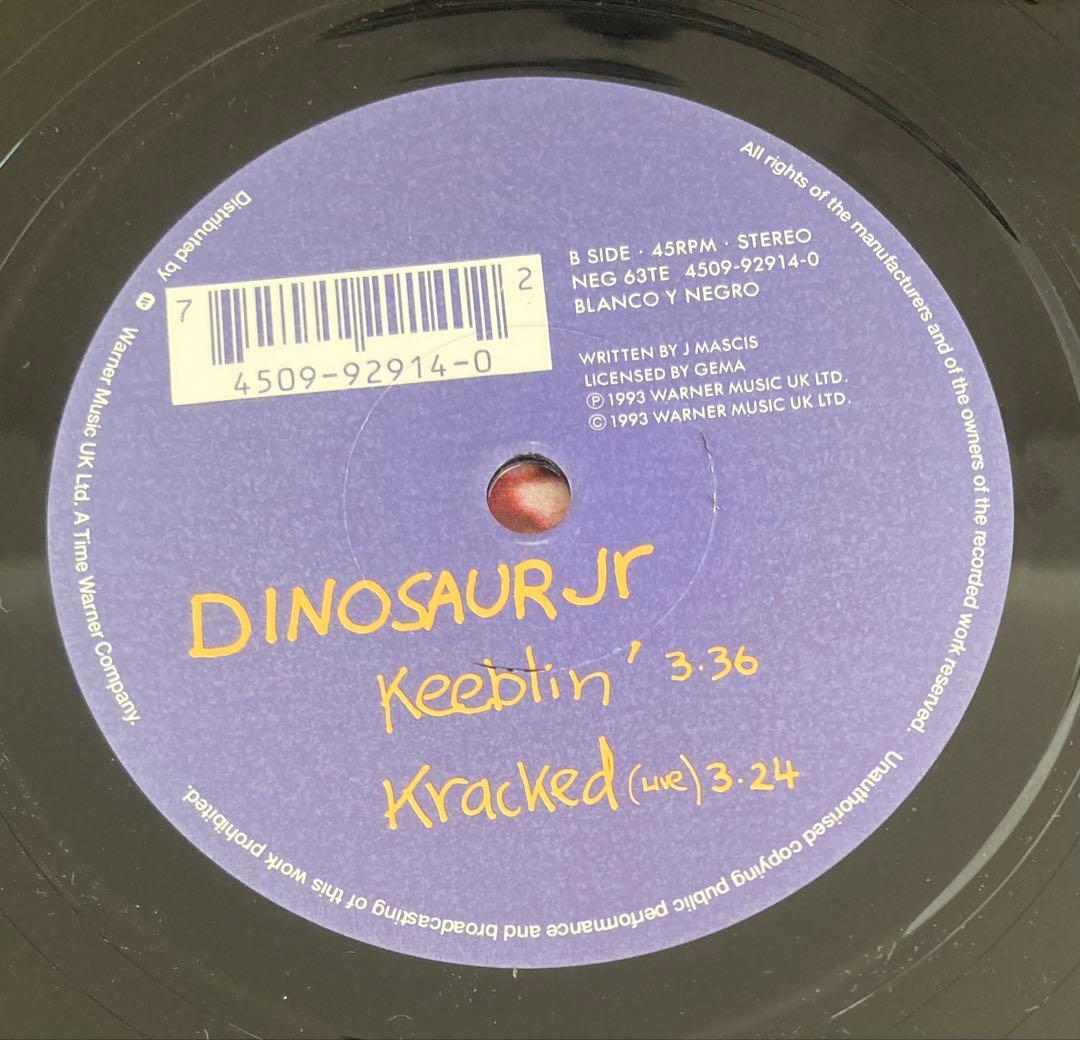 B SIDE · 45RPM · STEREO
NEG 63TE 4509-92914-0
BLANCO Y NEGRO
WRITTEN BY J MASCIS
LICENSED BY GEMA
℗ 1993 WARNER MUSIC UK LTD.
© 1993 WARNER MUSIC UK LTD.
7 2
4509-92914-0
DINOSAUR Jr
Keeblin' 3.36
Kracked (LIVE) 3.24
All rights of the manufacturers and of the owners of the recorded work reserved. Unauthorised copying public performance and broadcasting of this work prohibited.
Distributed by W Warner Music UK Ltd. A Time Warner Company.